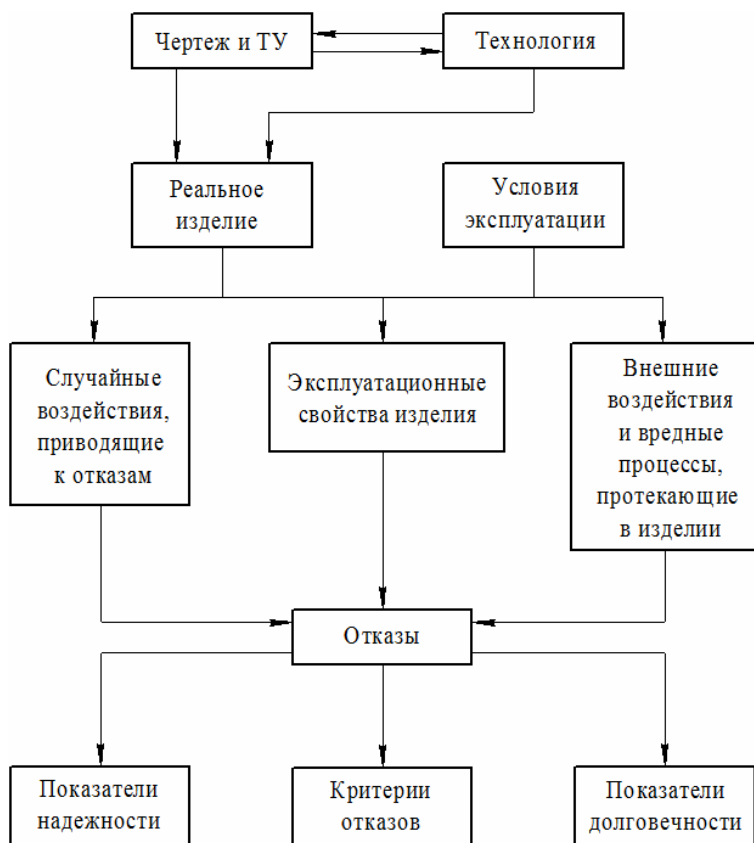 Чертеж и ТУ
Технология
Реальное
изделие
Условия
эксплуатации
Случайные
воздействия,
приводящие
к отказам
Эксплуатационные
свойства изделия
Внешние
воздействия
и вредные
процессы,
протекающие
в изделии
Отказы
Показатели
надежности
Критерии
отказов
Показатели
долговечности